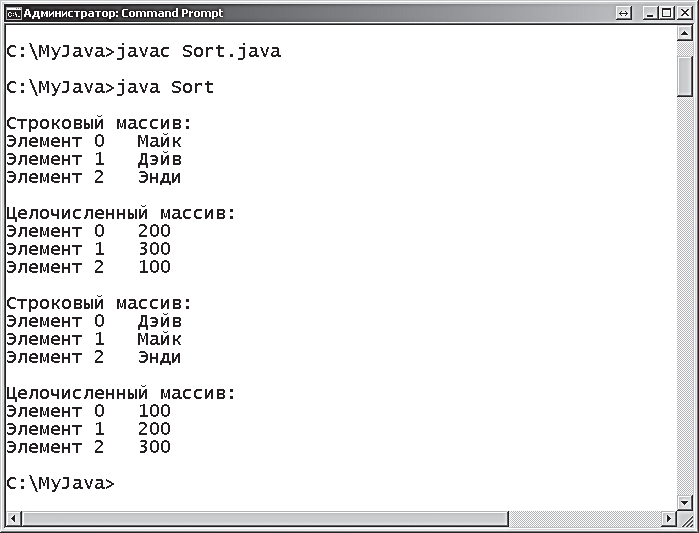 Администратор: Command Prompt
C:\MyJava>javac Sort.java
C:\MyJava>java Sort
Строковый массив:
Элемент 0   Майк
Элемент 1   Дэйв
Элемент 2   Энди
Целочисленный массив:
Элемент 0   200
Элемент 1   300
Элемент 2   100
Строковый массив:
Элемент 0   Дэйв
Элемент 1   Майк
Элемент 2   Энди
Целочисленный массив:
Элемент 0   100
Элемент 1   200
Элемент 2   300
C:\MyJava>